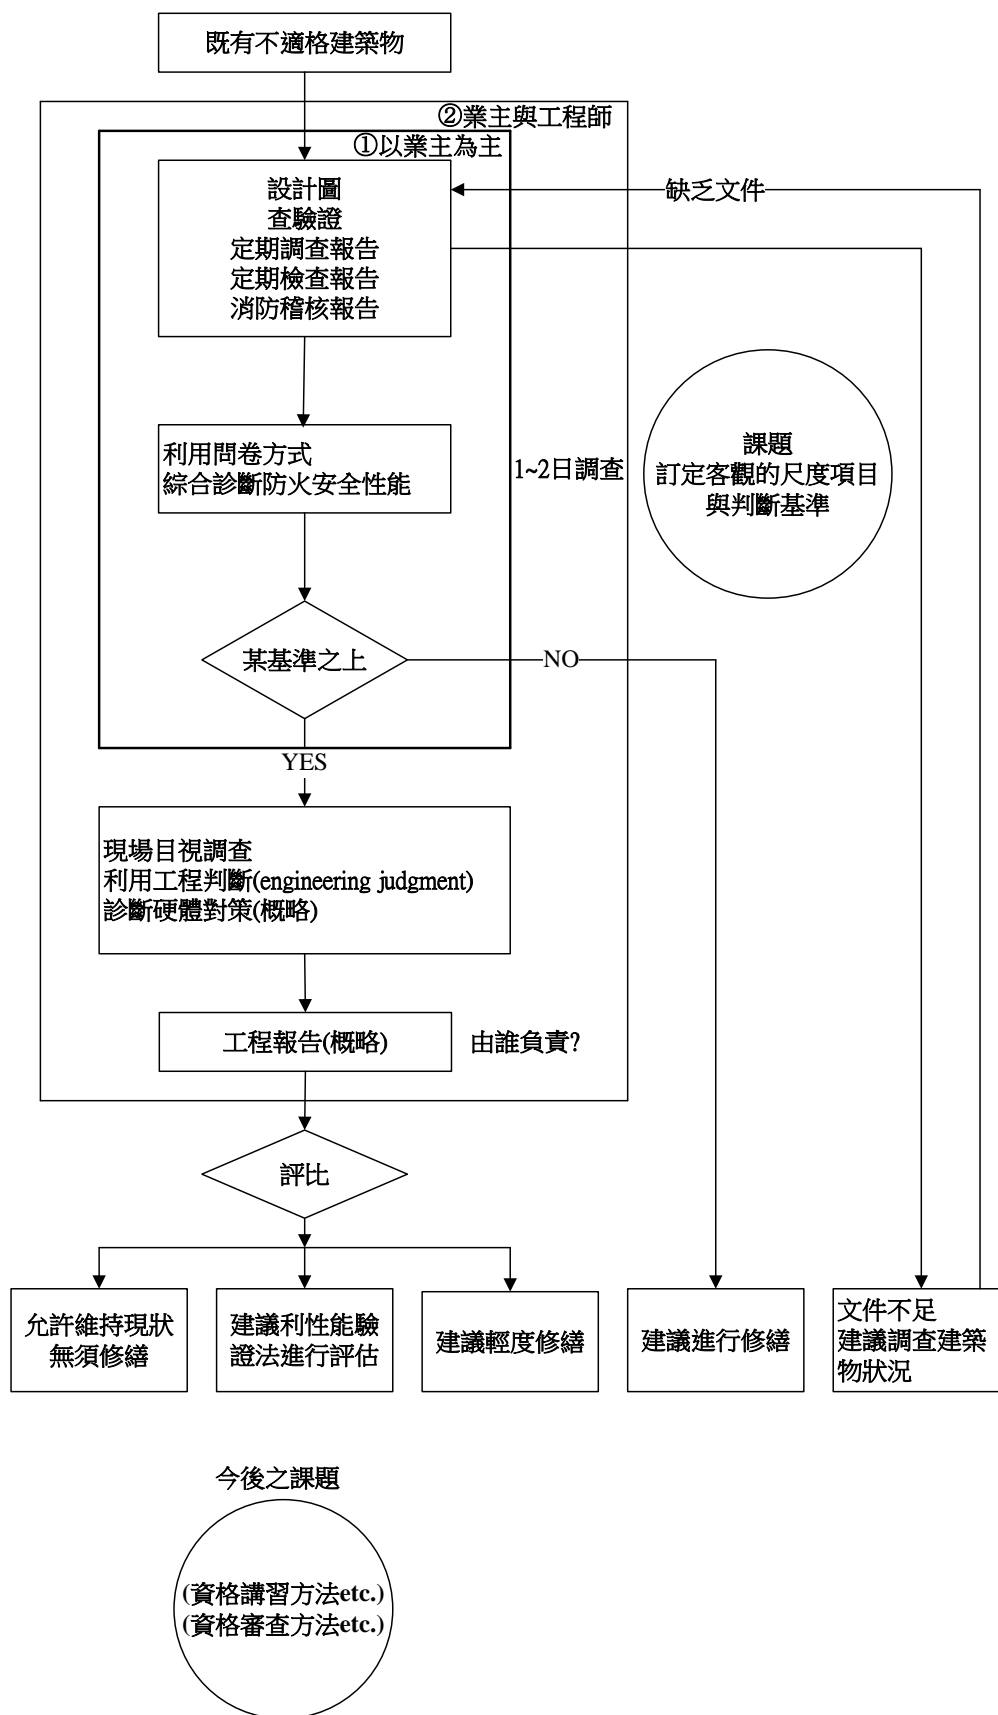 既有不適格建築物
②業主與工程師
①以業主為主
設計圖
查驗證
定期調查報告
定期檢查報告
消防稽核報告
缺乏文件
利用問卷方式
綜合診斷防火安全性能
1~2日調查
課題
訂定客觀的尺度項目
與判斷基準
某基準之上
NO
YES
現場目視調查
利用工程判斷(engineering judgment)
診斷硬體對策(概略)
工程報告(概略)
由誰負責?
評比
允許維持現狀
無須修繕
建議利性能驗
證法進行評估
建議輕度修繕
建議進行修繕
文件不足
建議調查建築
物狀況
今後之課題
(資格講習方法etc.)
(資格審查方法etc.)